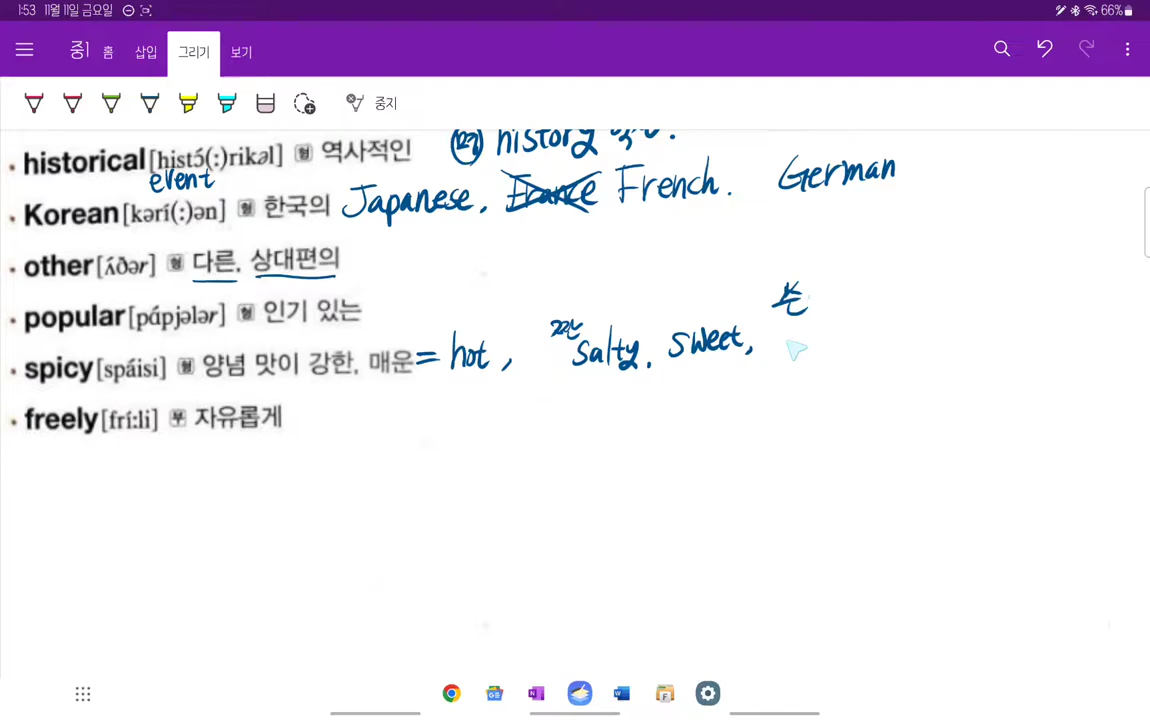 1:53 11월 11일 금요일 66%
중1 홈 삽입 그리기 보기
중지
history
• historical[histɔ́(:)rikəl] 형 역사적인
event
• Korean[kərí(:)ən] 형 한국의 Japanese, France French. German
• other[ʌ́ðər] 형 다른, 상대편의
• popular[pápjələr] 형 인기 있는
• spicy[spáisi] 형 양념 맛이 강한, 매운 = hot, salty, sweet,
• freely[frí:li] 부 자유롭게